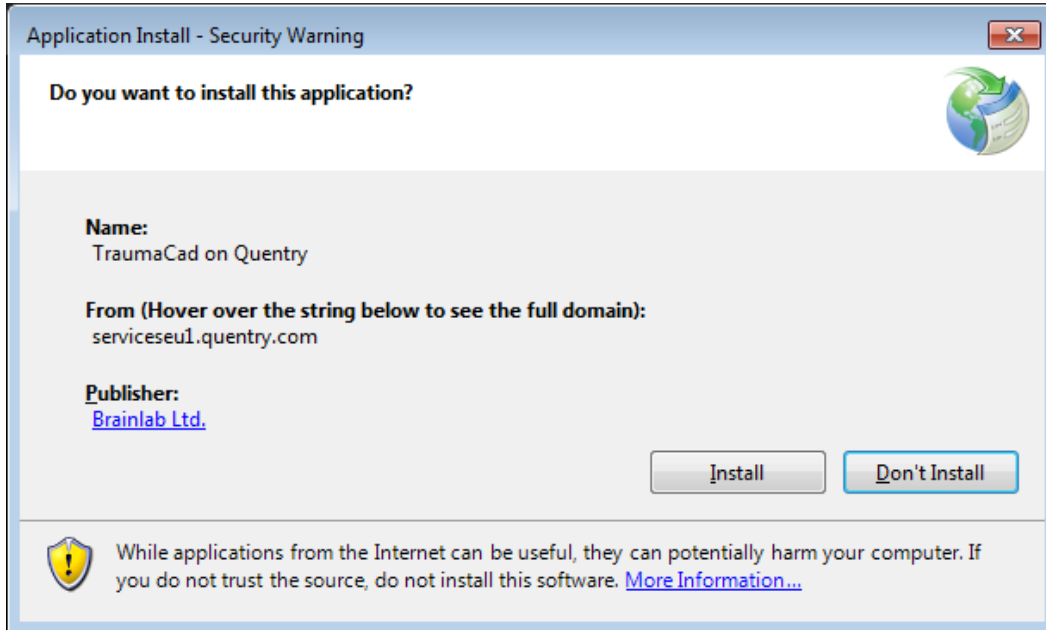 Application Install - Security Warning
Do you want to install this application?
Name:
TraumaCad on Quentry
From (Hover over the string below to see the full domain):
serviceseu1.quentry.com
Publisher:
Brainlab Ltd.
Install
Don't Install
While applications from the Internet can be useful, they can potentially harm your computer. If
you do not trust the source, do not install this software. More Information...